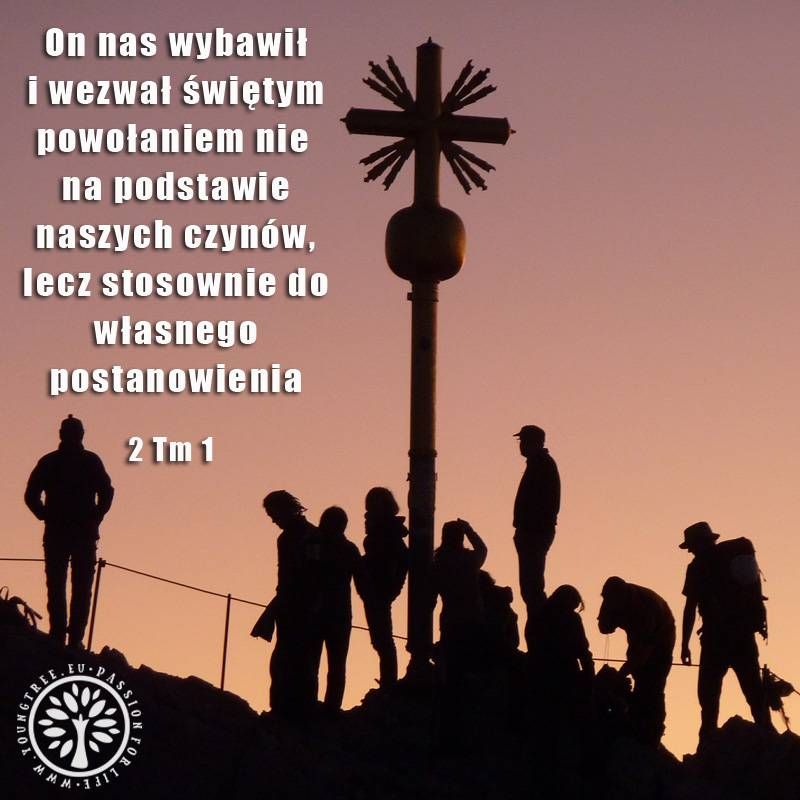 On nas wybawił
i wezwał świętym
powołaniem nie
na podstawie
naszych czynów,
lecz stosownie do
własnego
postanowienia
2 Tm 1
WWW.YOUNGTREE.EU · PASSION FOR LIFE ·